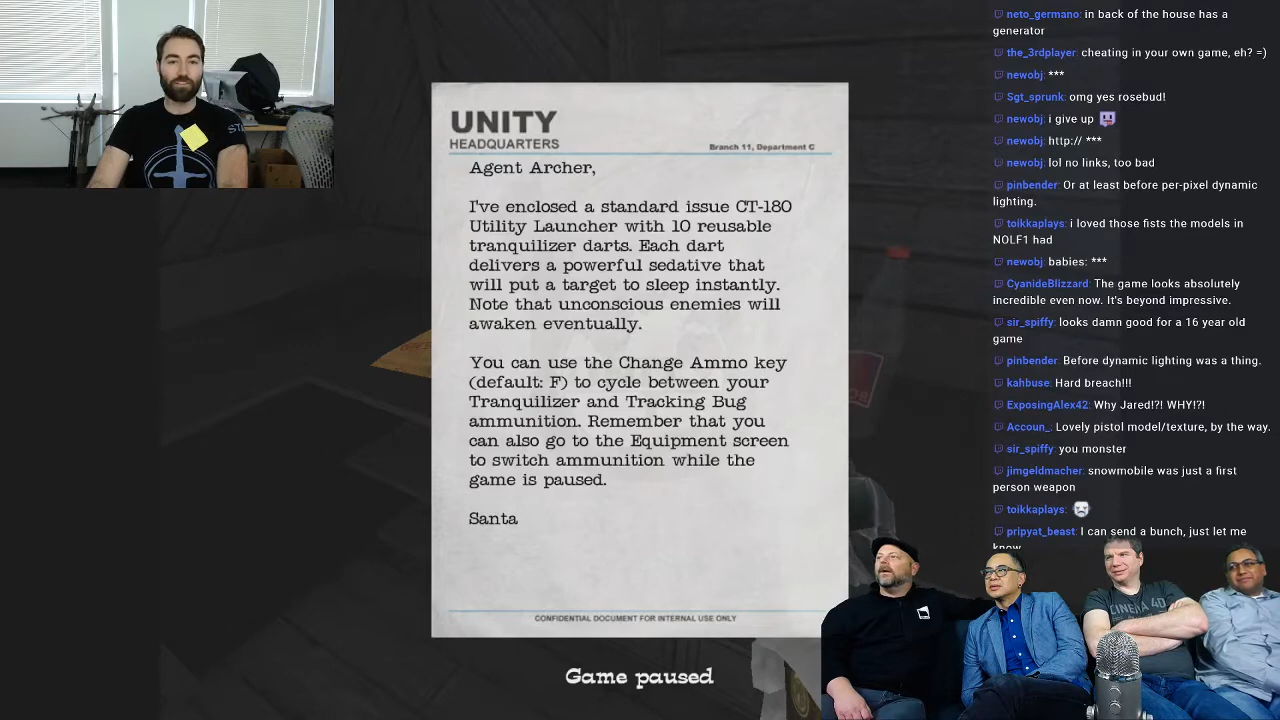 UNITY
HEADQUARTERS
Branch 11, Department C
Agent Archer,
I've enclosed a standard issue CT-180
Utility Launcher with 10 reusable
tranquilizer darts. Each dart
delivers a powerful sedative that
will put a target to sleep instantly.
Note that unconscious enemies will
awaken eventually.
You can use the Change Ammo key
(default: F) to cycle between your
Tranquilizer and Tracking Bug
ammunition. Remember that you
can also go to the Equipment screen
to switch ammunition while the
game is paused.
Santa
CONFIDENTIAL DOCUMENT FOR INTERNAL USE ONLY
Game paused
neto_germano: in back of the house has a
generator
the_3rdplayer: cheating in your own game, eh? =)
newobj: ***
Sgt_sprunk: omg yes rosebud!
newobj: i give up
newobj: http:// ***
newobj: lol no links, too bad
pinbender: Or at least before per-pixel dynamic
lighting.
toikkaplays: i loved those fists the models in
NOLF1 had
newobj: babies: ***
CyanideBlizzard: The game looks absolutely
incredible even now. It's beyond impressive.
sir_spiffy: looks damn good for a 16 year old
game
pinbender: Before dynamic lighting was a thing.
kahbuse: Hard breach!!!
ExposingAlex42: Why Jared!?! WHY!?!
Accoun_: Lovely pistol model/texture, by the way.
sir_spiffy: you monster
jimgeldmacher: snowmobile was just a first
person weapon
toikkaplays:
pripyat_beast: I can send a bunch, just let me
know
CINEMA 4D